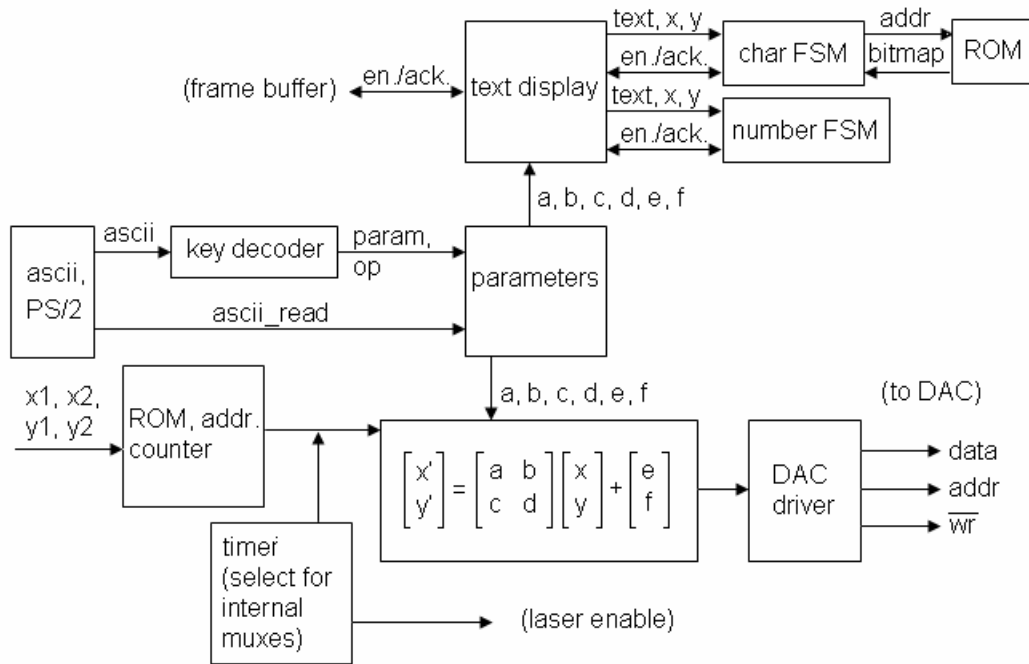 text, x, y
addr
char FSM
ROM
bitmap
en./ack.
(frame buffer)
en./ack.
text display
text, x, y
en./ack.
number FSM
a, b, c, d, e, f
ascii
key decoder
param,
op
ascii,
PS/2
parameters
ascii_read
a, b, c, d, e, f
(to DAC)
x1, x2,
y1, y2
ROM, addr.
counter
x' = a b x + e
y' c d y f
DAC
driver
data
addr
w̅r̅
timer
(select for
internal
muxes)
(laser enable)